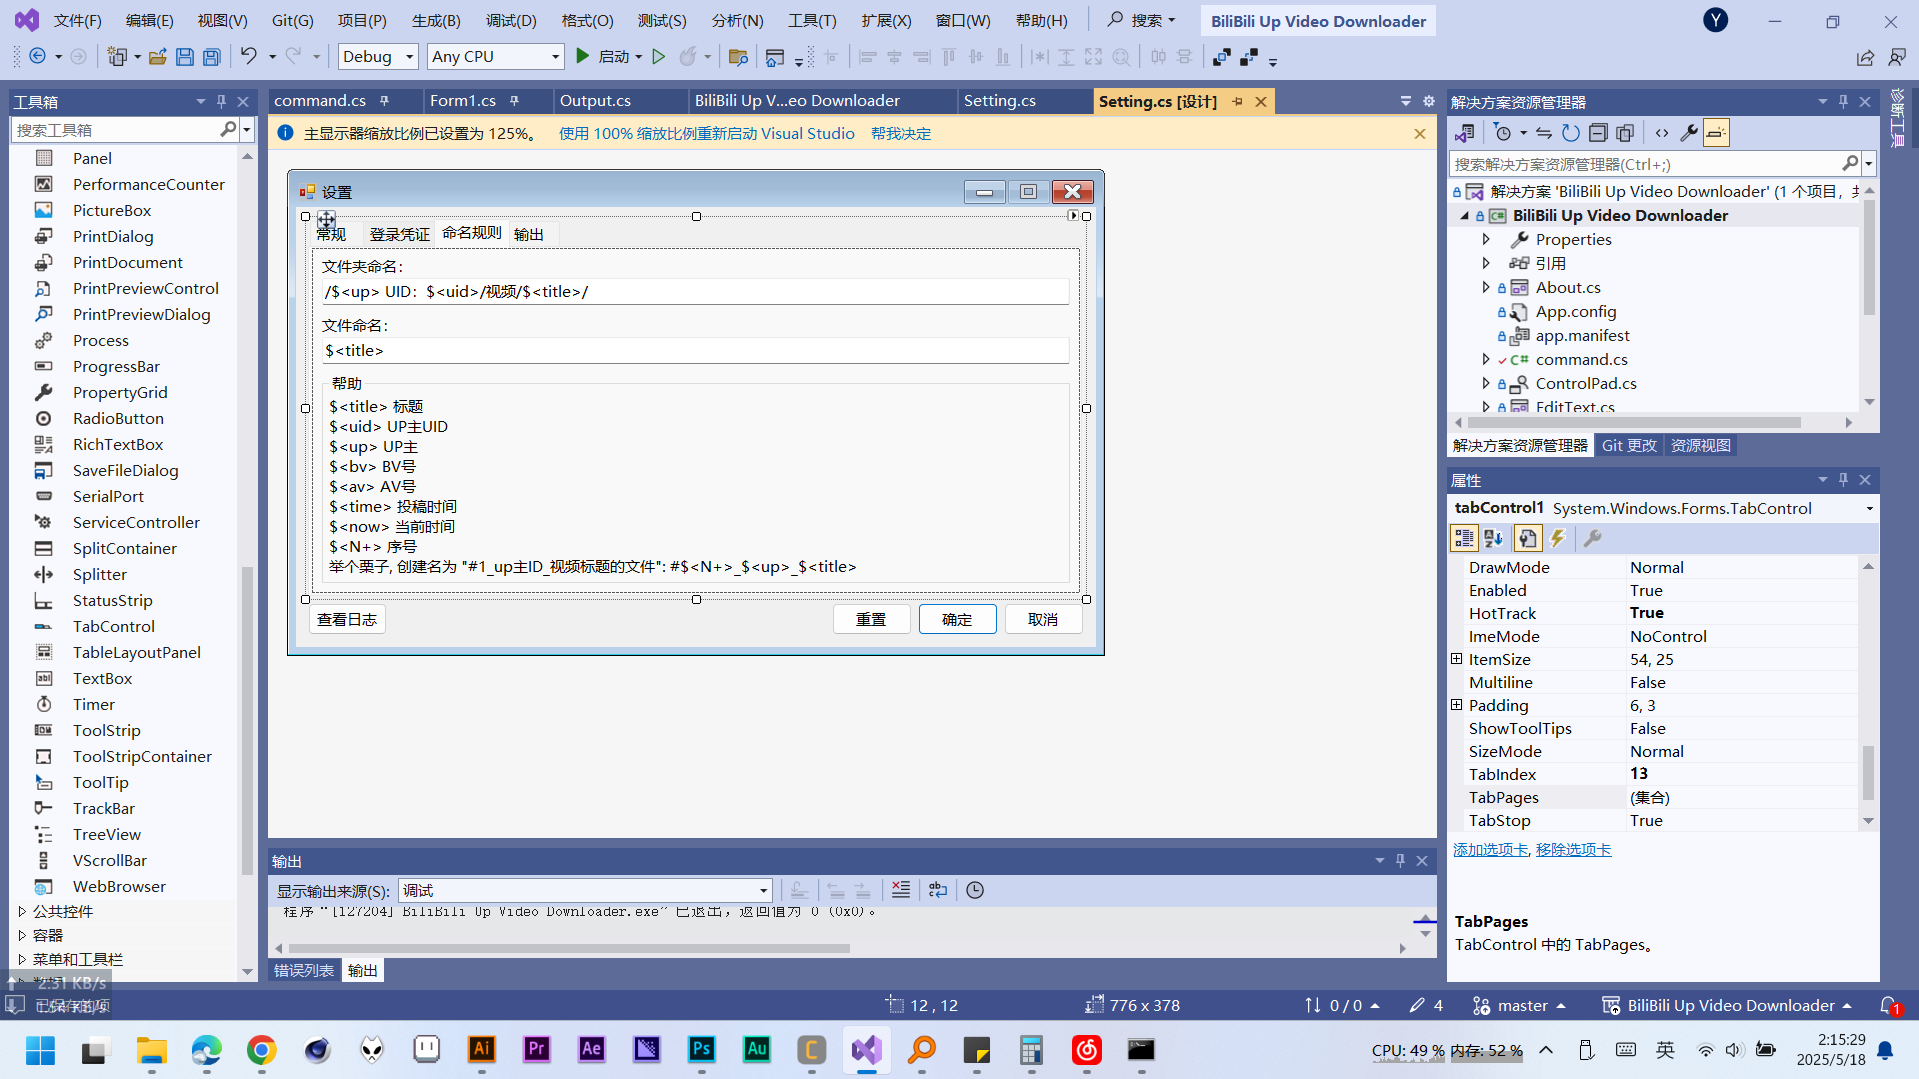 文件(F) 编辑(E) 视图(V) Git(G) 项目(P) 生成(B) 调试(D) 格式(O) 测试(S) 分析(N) 工具(T) 扩展(X) 窗口(W) 帮助(H) 搜索 BiliBili Up Video Downloader Y
Debug Any CPU 启动
工具箱
搜索工具箱
Panel
PerformanceCounter
PictureBox
PrintDialog
PrintDocument
PrintPreviewControl
PrintPreviewDialog
Process
ProgressBar
PropertyGrid
RadioButton
RichTextBox
SaveFileDialog
SerialPort
ServiceController
SplitContainer
Splitter
StatusStrip
TabControl
TableLayoutPanel
TextBox
Timer
ToolStrip
ToolStripContainer
ToolTip
TrackBar
TreeView
VScrollBar
WebBrowser
公共控件
容器
菜单和工具栏
2.31 KB/s
command.cs Form1.cs Output.cs BiliBili Up V...eo Downloader Setting.cs Setting.cs [设计]
主显示器缩放比例已设置为 125%。 使用 100% 缩放比例重新启动 Visual Studio 帮我决定
设置
常规 登录凭证 命名规则 输出
文件夹命名：
/$<up> UID：$<uid>/视频/$<title>/
文件命名：
$<title>
帮助
$<title> 标题
$<uid> UP主UID
$<up> UP主
$<bv> BV号
$<av> AV号
$<time> 投稿时间
$<now> 当前时间
$<N+> 序号
举个栗子, 创建名为 "#1_up主ID_视频标题的文件": #$<N+>_$<up>_$<title>
查看日志 重置 确定 取消
输出
显示输出来源(S): 调试
程序“[127204] BiliBili Up Video Downloader.exe”已退出，返回值为 0 (0x0)。
错误列表 输出
解决方案资源管理器
搜索解决方案资源管理器(Ctrl+;)
解决方案 'BiliBili Up Video Downloader' (1 个项目，
BiliBili Up Video Downloader
Properties
引用
About.cs
App.config
app.manifest
command.cs
ControlPad.cs
EditText.cs
解决方案资源管理器 Git 更改 资源视图
诊断工具
属性
tabControl1 System.Windows.Forms.TabControl
DrawMode Normal
Enabled True
HotTrack True
ImeMode NoControl
ItemSize 54, 25
Multiline False
Padding 6, 3
ShowToolTips False
SizeMode Normal
TabIndex 13
TabPages (集合)
TabStop True
添加选项卡, 移除选项卡
TabPages
TabControl 中的 TabPages。
12 , 12 776 x 378 0 / 0 4 master BiliBili Up Video Downloader 1
Ai Pr Ae Ps Au C
CPU: 49 % 内存: 52 % 英 2:15:29
2025/5/18